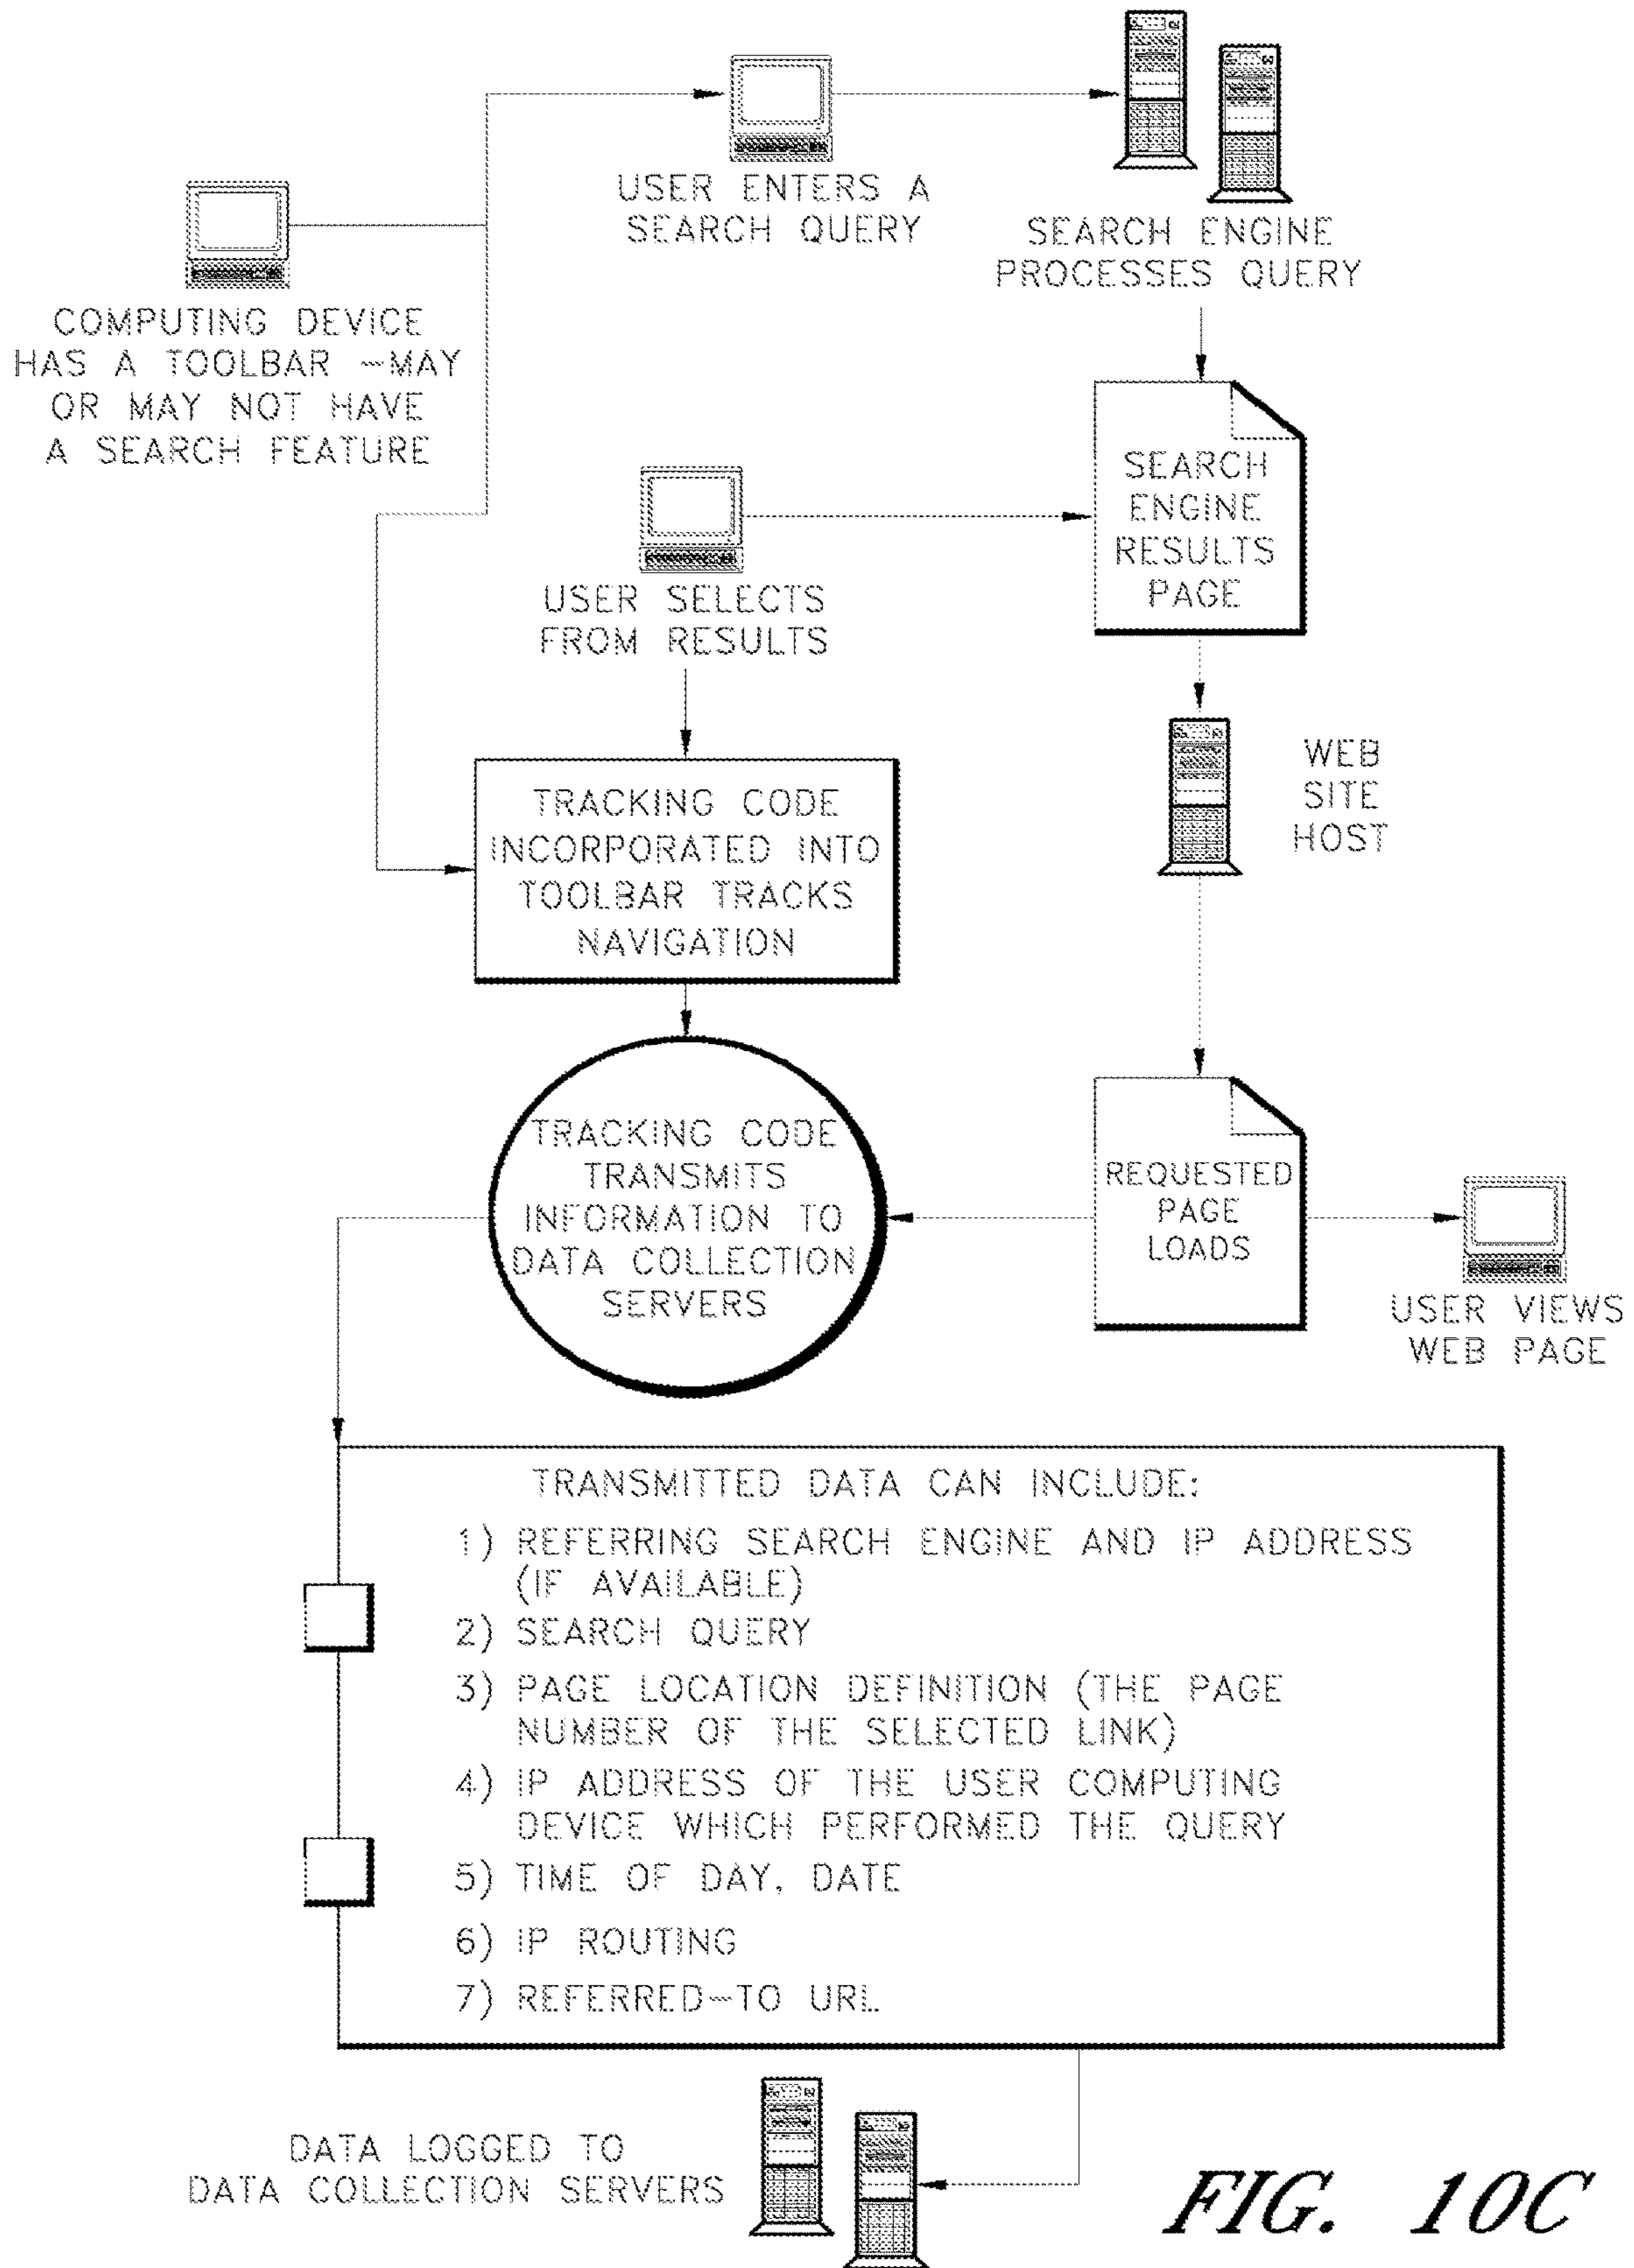 USER ENTERS A
SEARCH QUERY
SEARCH ENGINE
PROCESSES QUERY
COMPUTING DEVICE
HAS A TOOLBAR -MAY
OR MAY NOT HAVE
A SEARCH FEATURE
SEARCH
ENGINE
RESULTS
PAGE
USER SELECTS
FROM RESULTS
WEB
SITE
HOST
TRACKING CODE
INCORPORATED INTO
TOOLBAR TRACKS
NAVIGATION
TRACKING CODE
TRANSMITS
INFORMATION TO
DATA COLLECTION
SERVERS
REQUESTED
PAGE
LOADS
USER VIEWS
WEB PAGE
TRANSMITTED DATA CAN INCLUDE:
1) REFERRING SEARCH ENGINE AND IP ADDRESS
(IF AVAILABLE)
2) SEARCH QUERY
3) PAGE LOCATION DEFINITION (THE PAGE
NUMBER OF THE SELECTED LINK)
4) IP ADDRESS OF THE USER COMPUTING
DEVICE WHICH PERFORMED THE QUERY
5) TIME OF DAY, DATE
6) IP ROUTING
7) REFERRED-TO URL
DATA LOGGED TO
DATA COLLECTION SERVERS
FIG. 10C